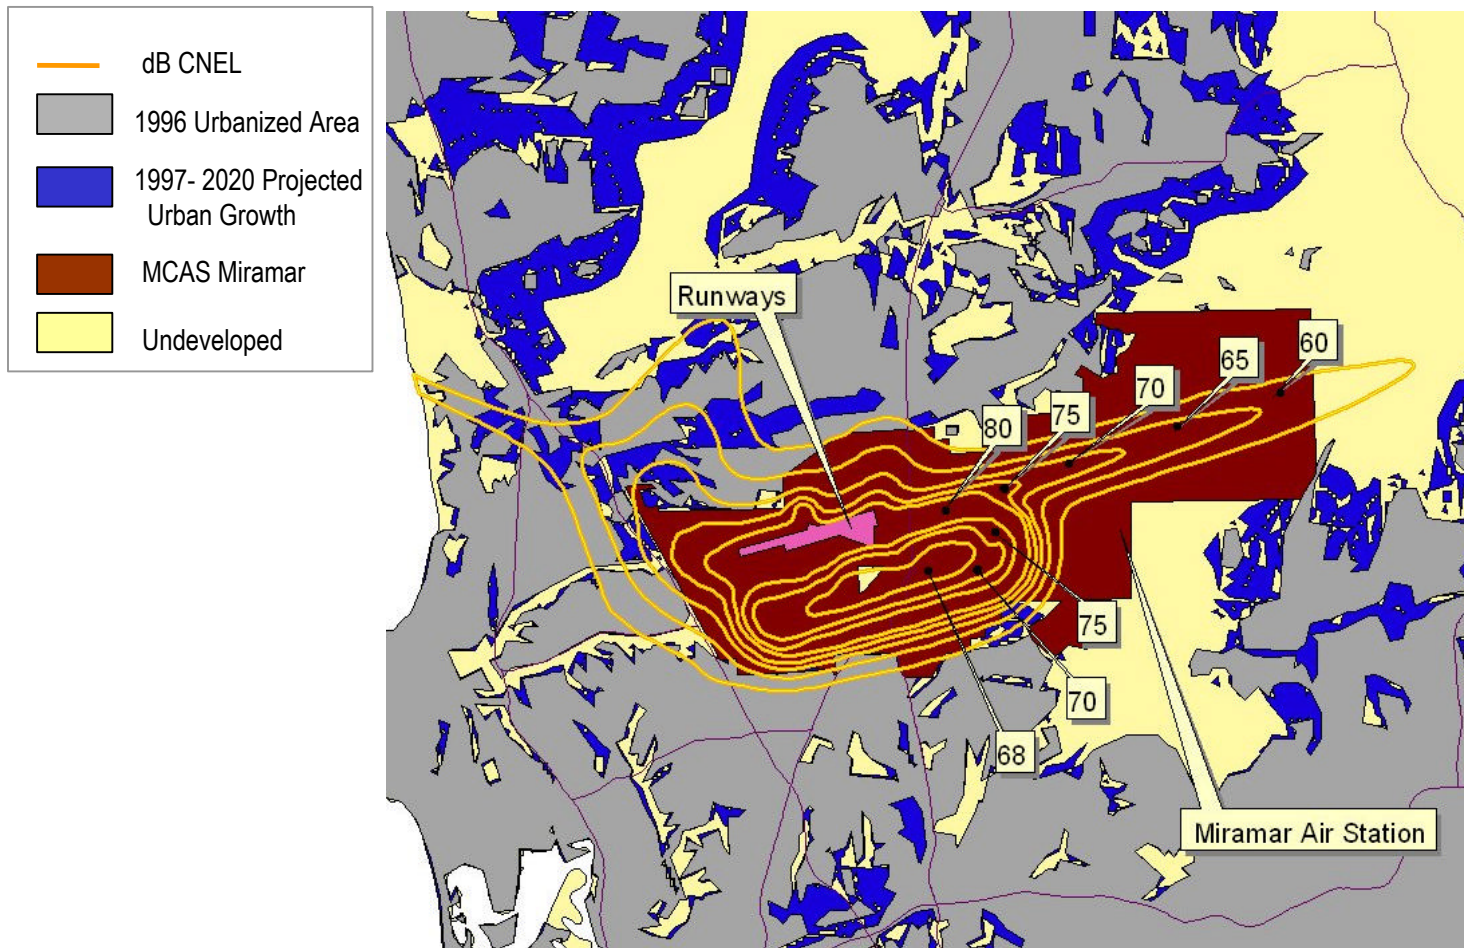 dB CNEL
1996 Urbanized Area
1997- 2020 Projected
Urban Growth
MCAS Miramar
Undeveloped
Runways
60
65
70
75
80
75
70
68
Miramar Air Station